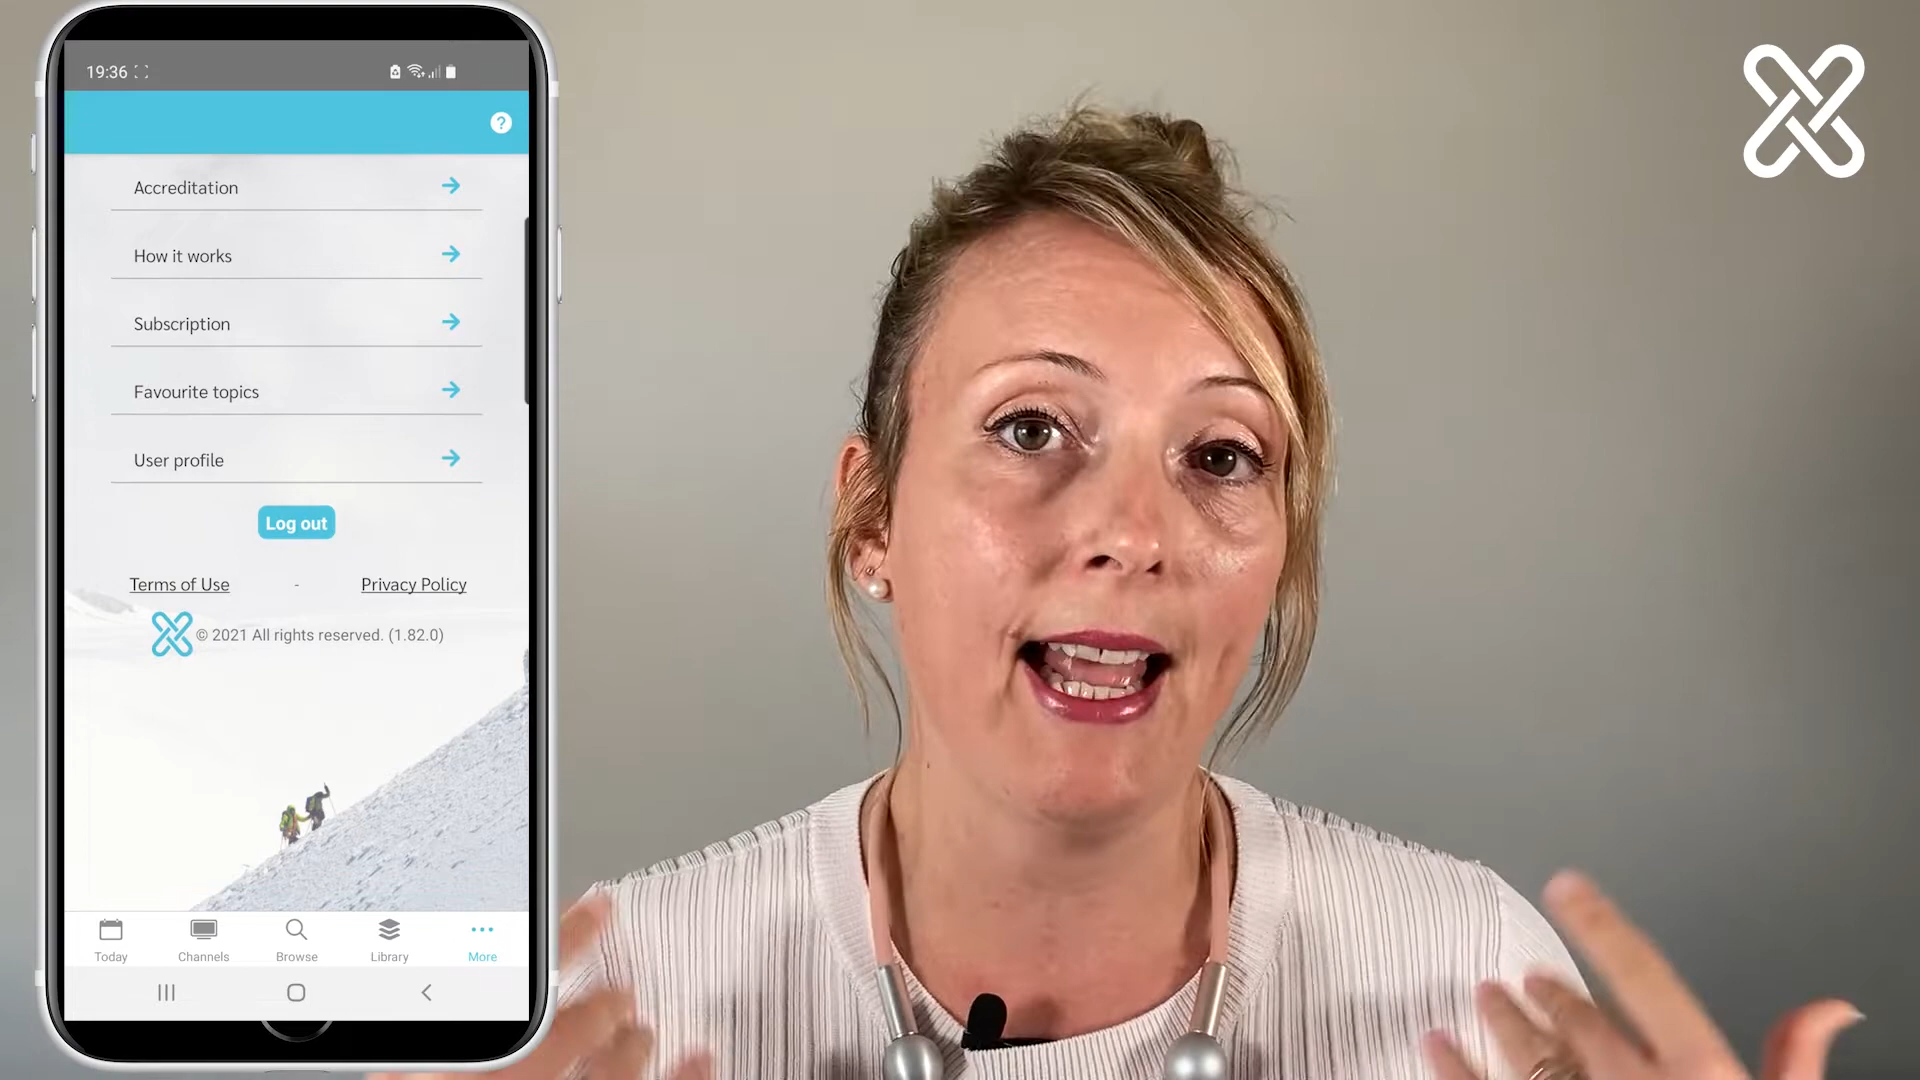 19:36
?
Accreditation
How it works
Subscription
Favourite topics
User profile
Log out
Terms of Use - Privacy Policy
© 2021 All rights reserved. (1.82.0)
Today Channels Browse Library More